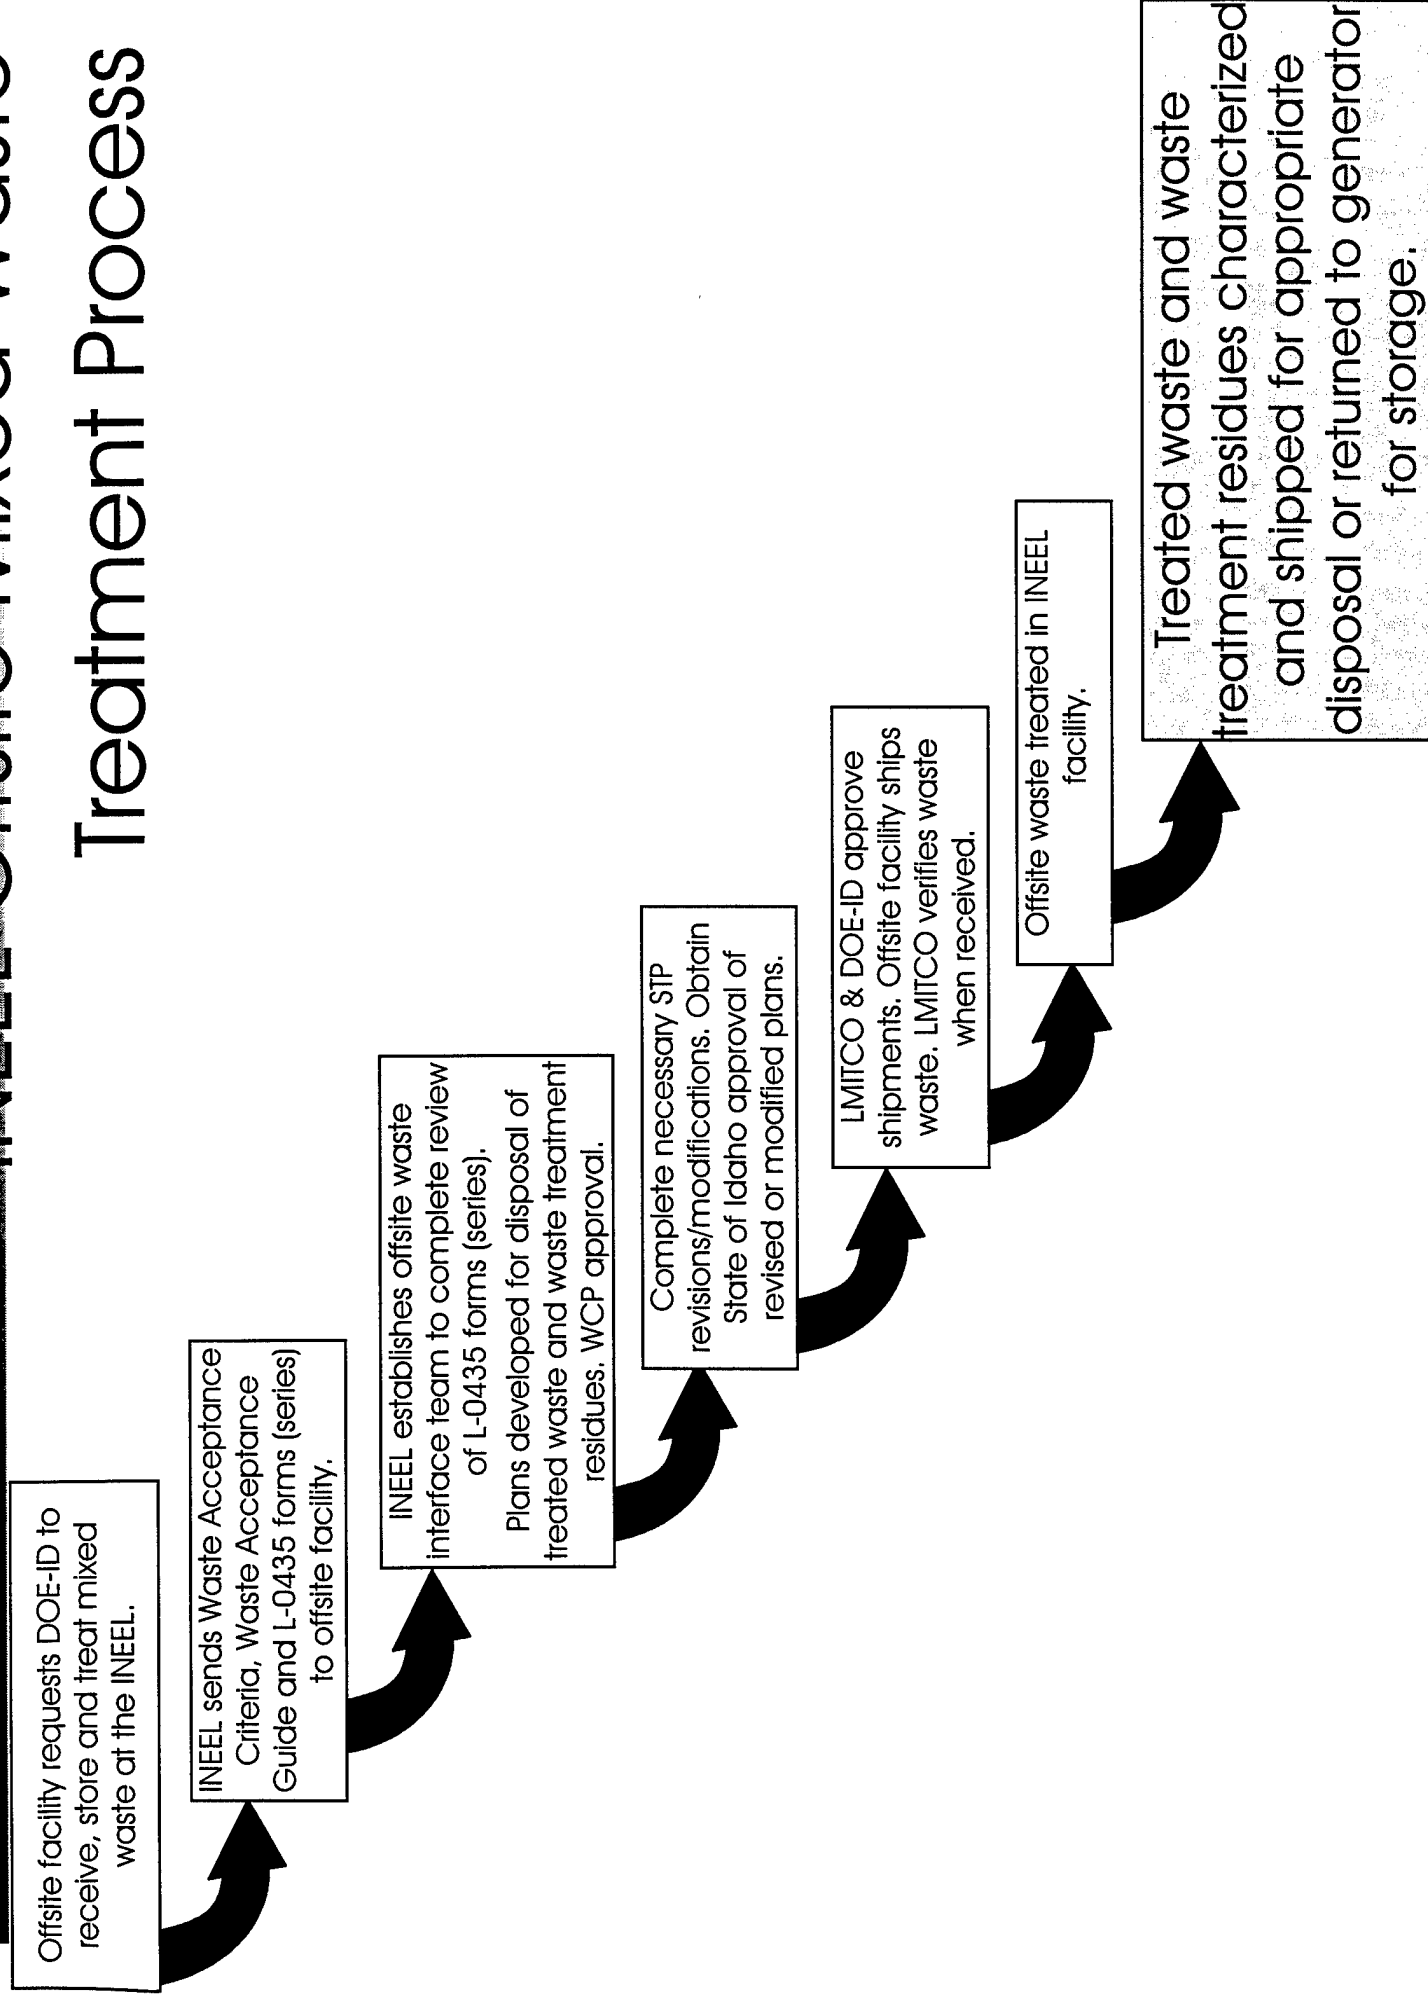 INEEL Offsite Mixed Waste
Treatment Process
Offsite facility requests DOE-ID to
receive, store and treat mixed
waste at the INEEL.
INEEL sends Waste Acceptance
Criteria, Waste Acceptance
Guide and L-0435 forms (series)
to offsite facility.
INEEL establishes offsite waste
interface team to complete review
of L-0435 forms (series).
Plans developed for disposal of
treated waste and waste treatment
residues. WCP approval.
Complete necessary STP
revisions/modifications. Obtain
State of Idaho approval of
revised or modified plans.
LMITCO & DOE-ID approve
shipments. Offsite facility ships
waste. LMITCO verifies waste
when received.
Offsite waste treated in INEEL
facility.
Treated waste and waste
treatment residues characterized
and shipped for appropriate
disposal or returned to generator
for storage.